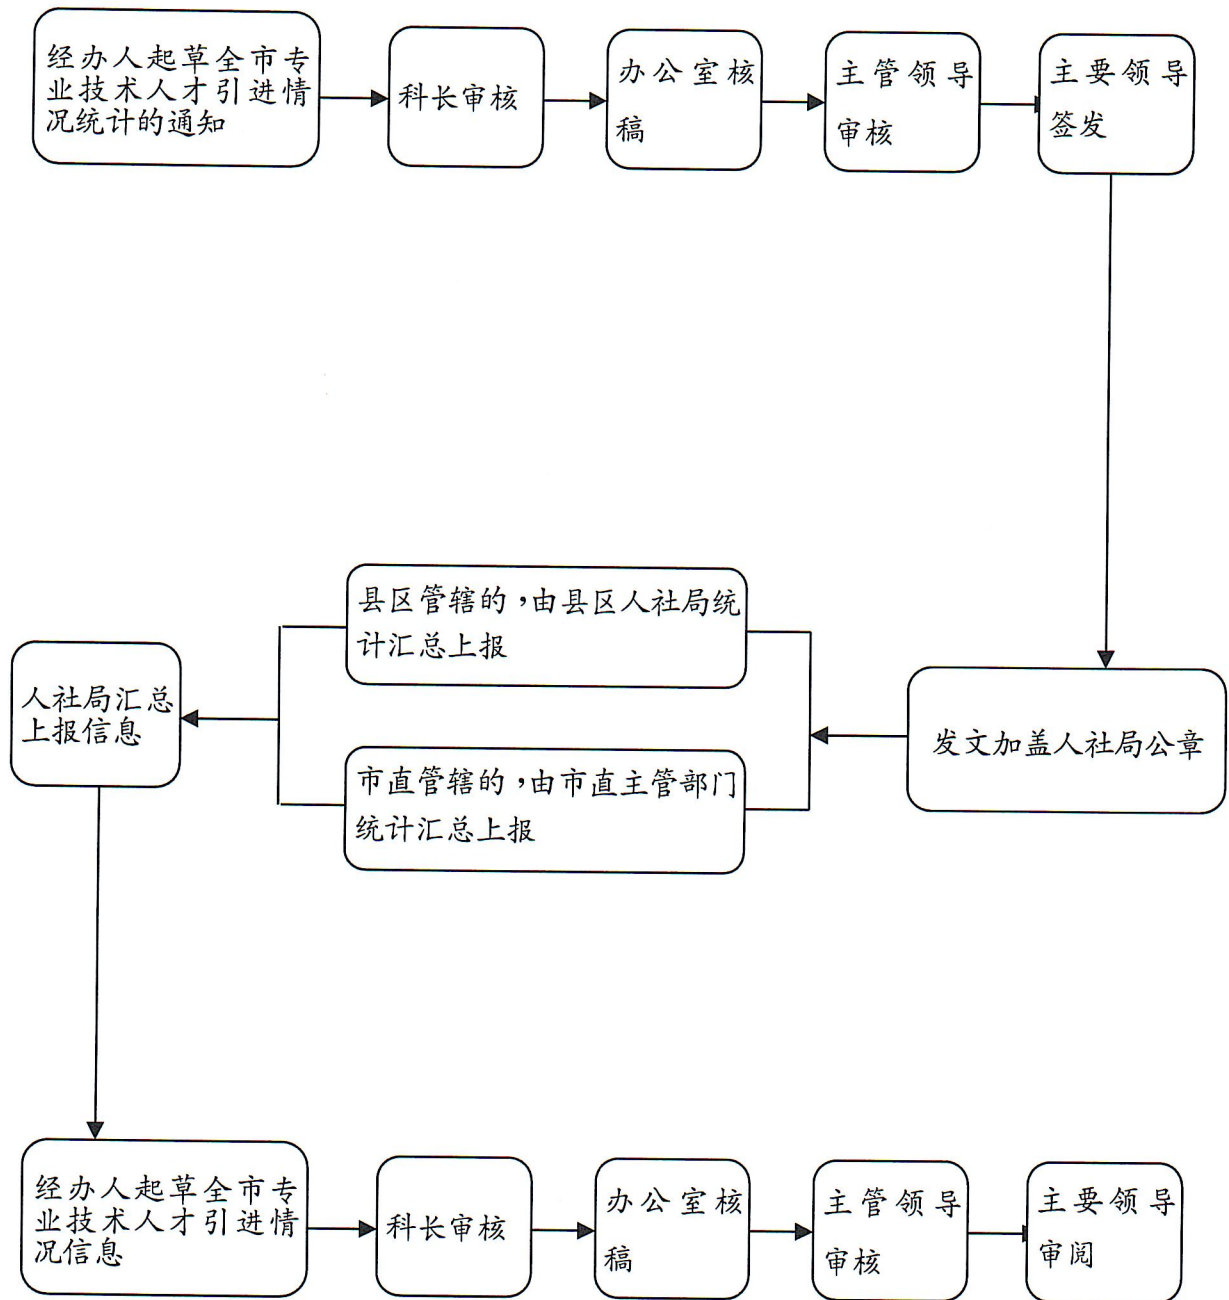 经办人起草全市专
业技术人才引进情
况统计的通知
科长审核
办公室核
稿
主管领导
审核
主要领导
签发
县区管辖的，由县区人社局统
计汇总上报
人社局汇总
上报信息
发文加盖人社局公章
市直管辖的，由市直主管部门
统计汇总上报
经办人起草全市专
业技术人才引进情
况信息
科长审核
办公室核
稿
主管领导
审核
主要领导
审阅